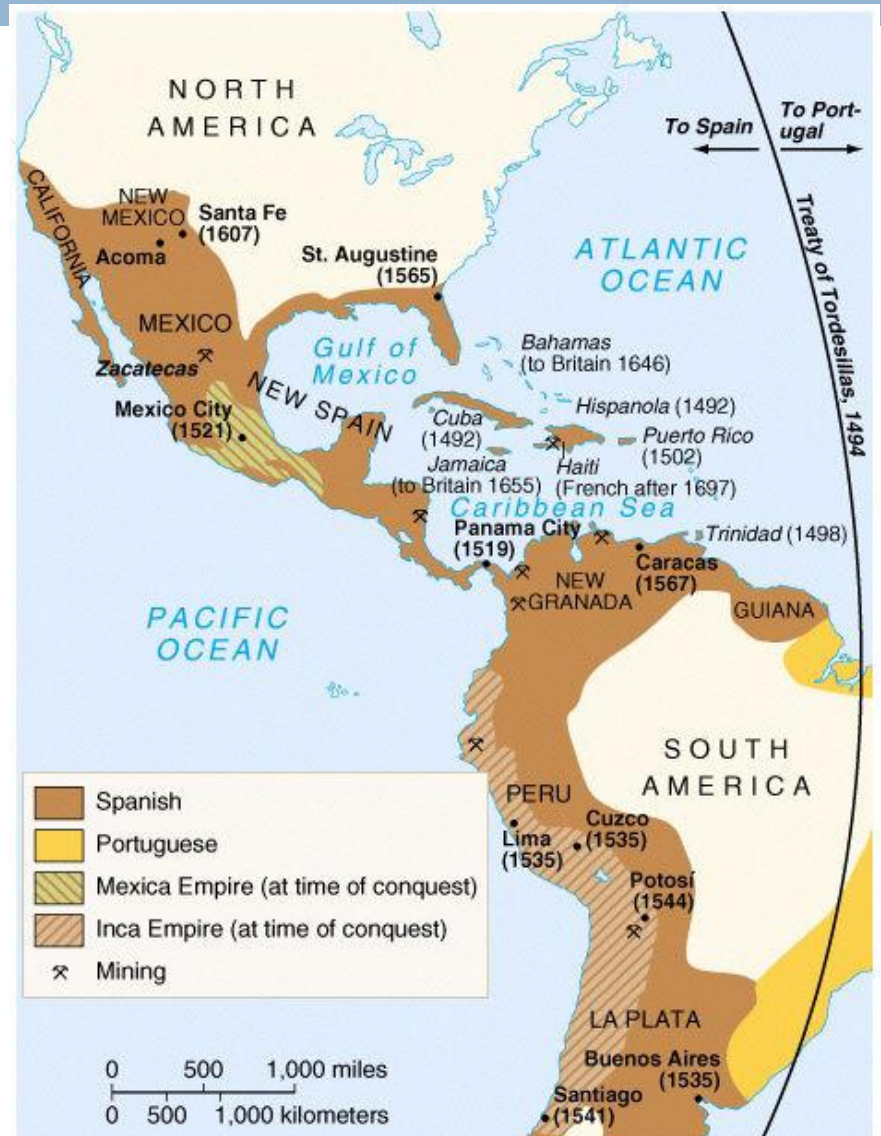 NORTH
AMERICA
To Spain
To Port-
ugal
Treaty of Tordesillas, 1494
CALIFORNIA
NEW
MEXICO
Santa Fe
(1607)
Acoma
St. Augustine
(1565)
ATLANTIC
OCEAN
MEXICO
Gulf of
Mexico
Bahamas
(to Britain 1646)
Zacatecas
NEW SPAIN
Mexico City
(1521)
Cuba
(1492)
Hispanola (1492)
Puerto Rico
(1502)
Jamaica
(to Britain 1655)
Haiti
(French after 1697)
Caribbean Sea
Panama City
(1519)
Trinidad (1498)
Caracas
(1567)
NEW
GRANADA
GUIANA
PACIFIC
OCEAN
SOUTH
AMERICA
PERU
Lima
(1535)
Cuzco
(1535)
Potosí
(1544)
LA PLATA
Buenos Aires
(1535)
Santiago
(1541)
Spanish
Portuguese
Mexica Empire (at time of conquest)
Inca Empire (at time of conquest)
Mining
0 500 1,000 miles
0 500 1,000 kilometers